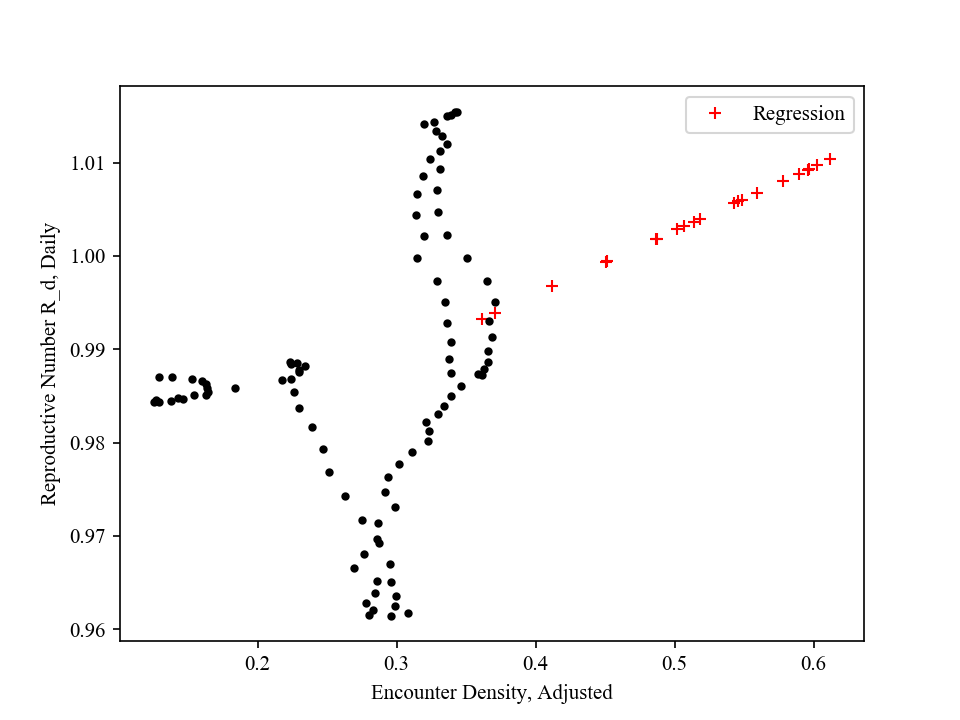 Regression
1.01
1.00
0.99
0.98
0.97
0.96
Reproductive Number R_d, Daily
0.2 0.3 0.4 0.5 0.6
Encounter Density, Adjusted